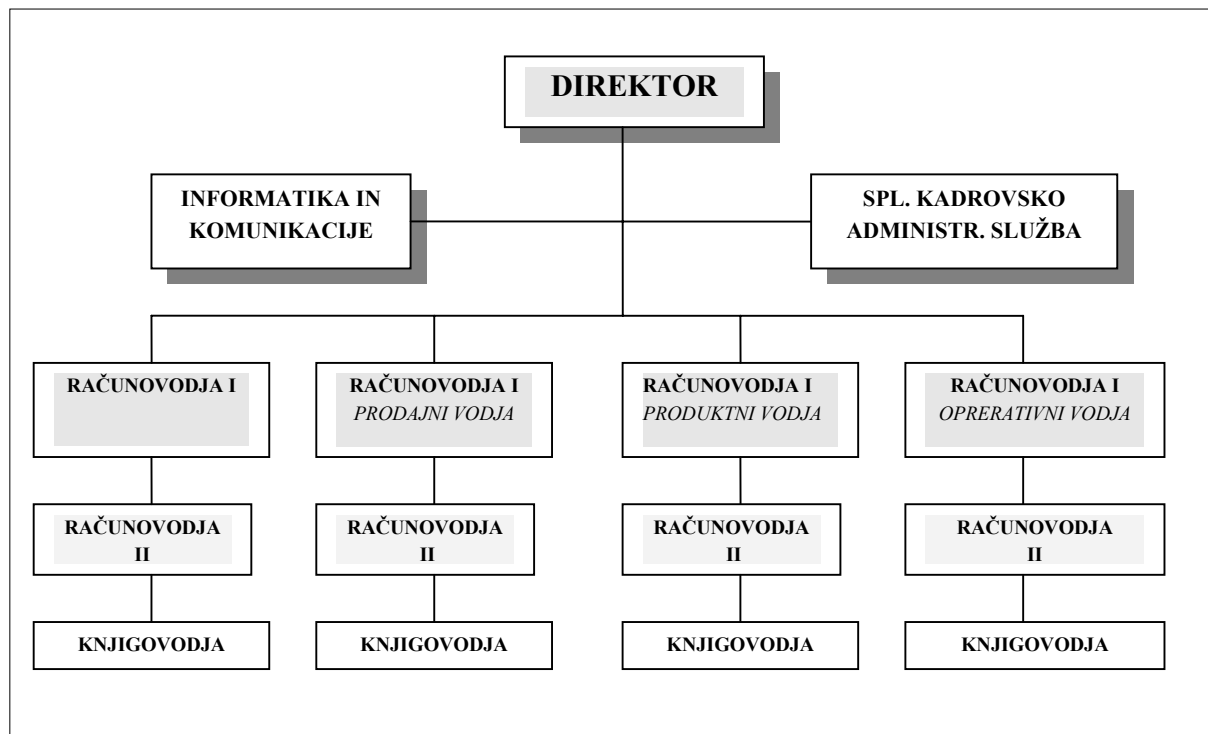 DIREKTOR
INFORMATIKA IN
KOMUNIKACIJE
SPL. KADROVSKO
ADMINISTR. SLUŽBA
RAČUNOVODJA I
RAČUNOVODJA I
PRODAJNI VODJA
RAČUNOVODJA I
PRODUKTNI VODJA
RAČUNOVODJA I
OPRERATIVNI VODJA
RAČUNOVODJA
II
RAČUNOVODJA
II
RAČUNOVODJA
II
RAČUNOVODJA
II
KNJIGOVODJA
KNJIGOVODJA
KNJIGOVODJA
KNJIGOVODJA